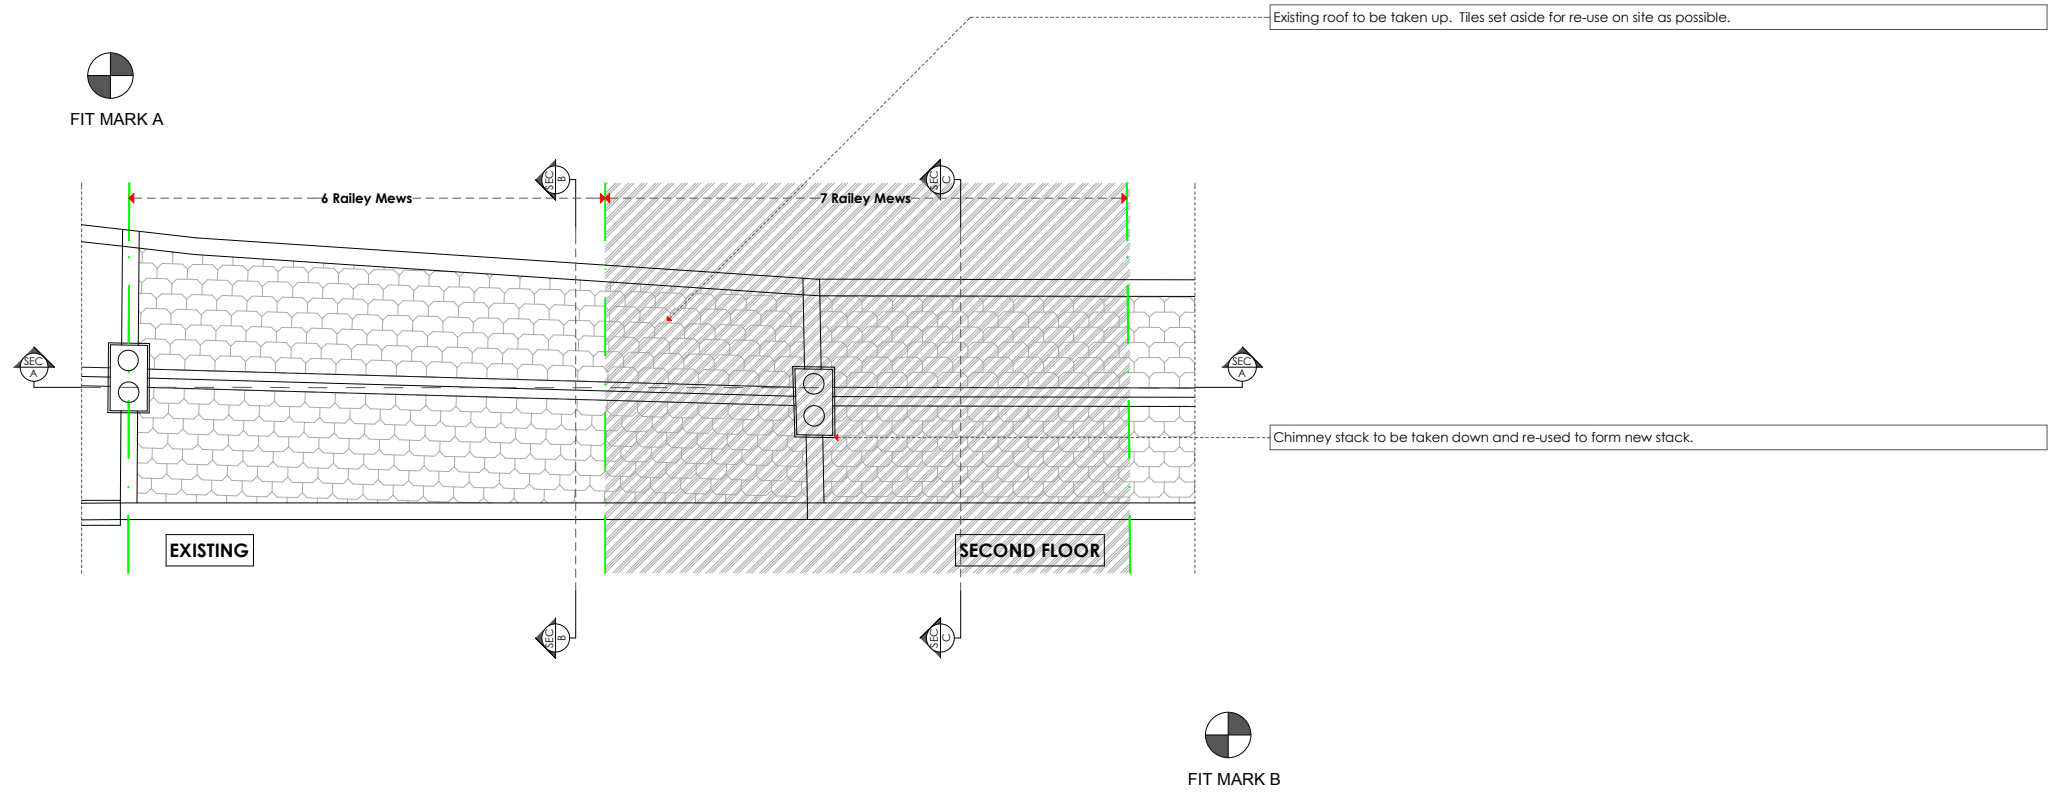 Existing roof to be taken up.  Tiles set aside for re-use on site as possible.
FIT MARK A
SEC B
SEC C
6 Railey Mews
7 Railey Mews
SEC A
SEC A
Chimney stack to be taken down and re-used to form new stack.
EXISTING
SECOND FLOOR
SEC B
SEC C
FIT MARK B